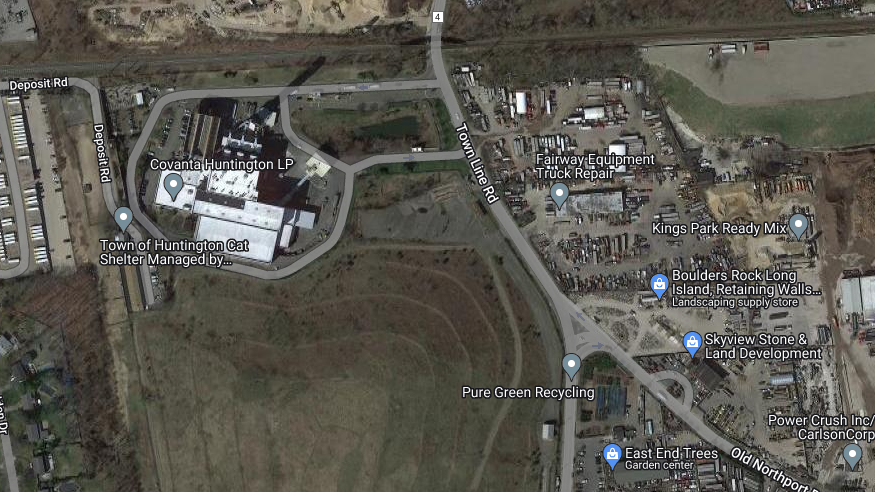 4
Deposit Rd
Deposit Rd
Town Line Rd
Covanta Huntington LP
Fairway Equipment
Truck Repair
Kings Park Ready Mix
Town of Huntington Cat
Shelter Managed by...
Boulders Rock Long
Island, Retaining Walls...
Landscaping supply store
Skyview Stone &
Land Development
Pure Green Recycling
Power Crush Inc/
CarlsonCorp
East End Trees
Garden center
Old Northport